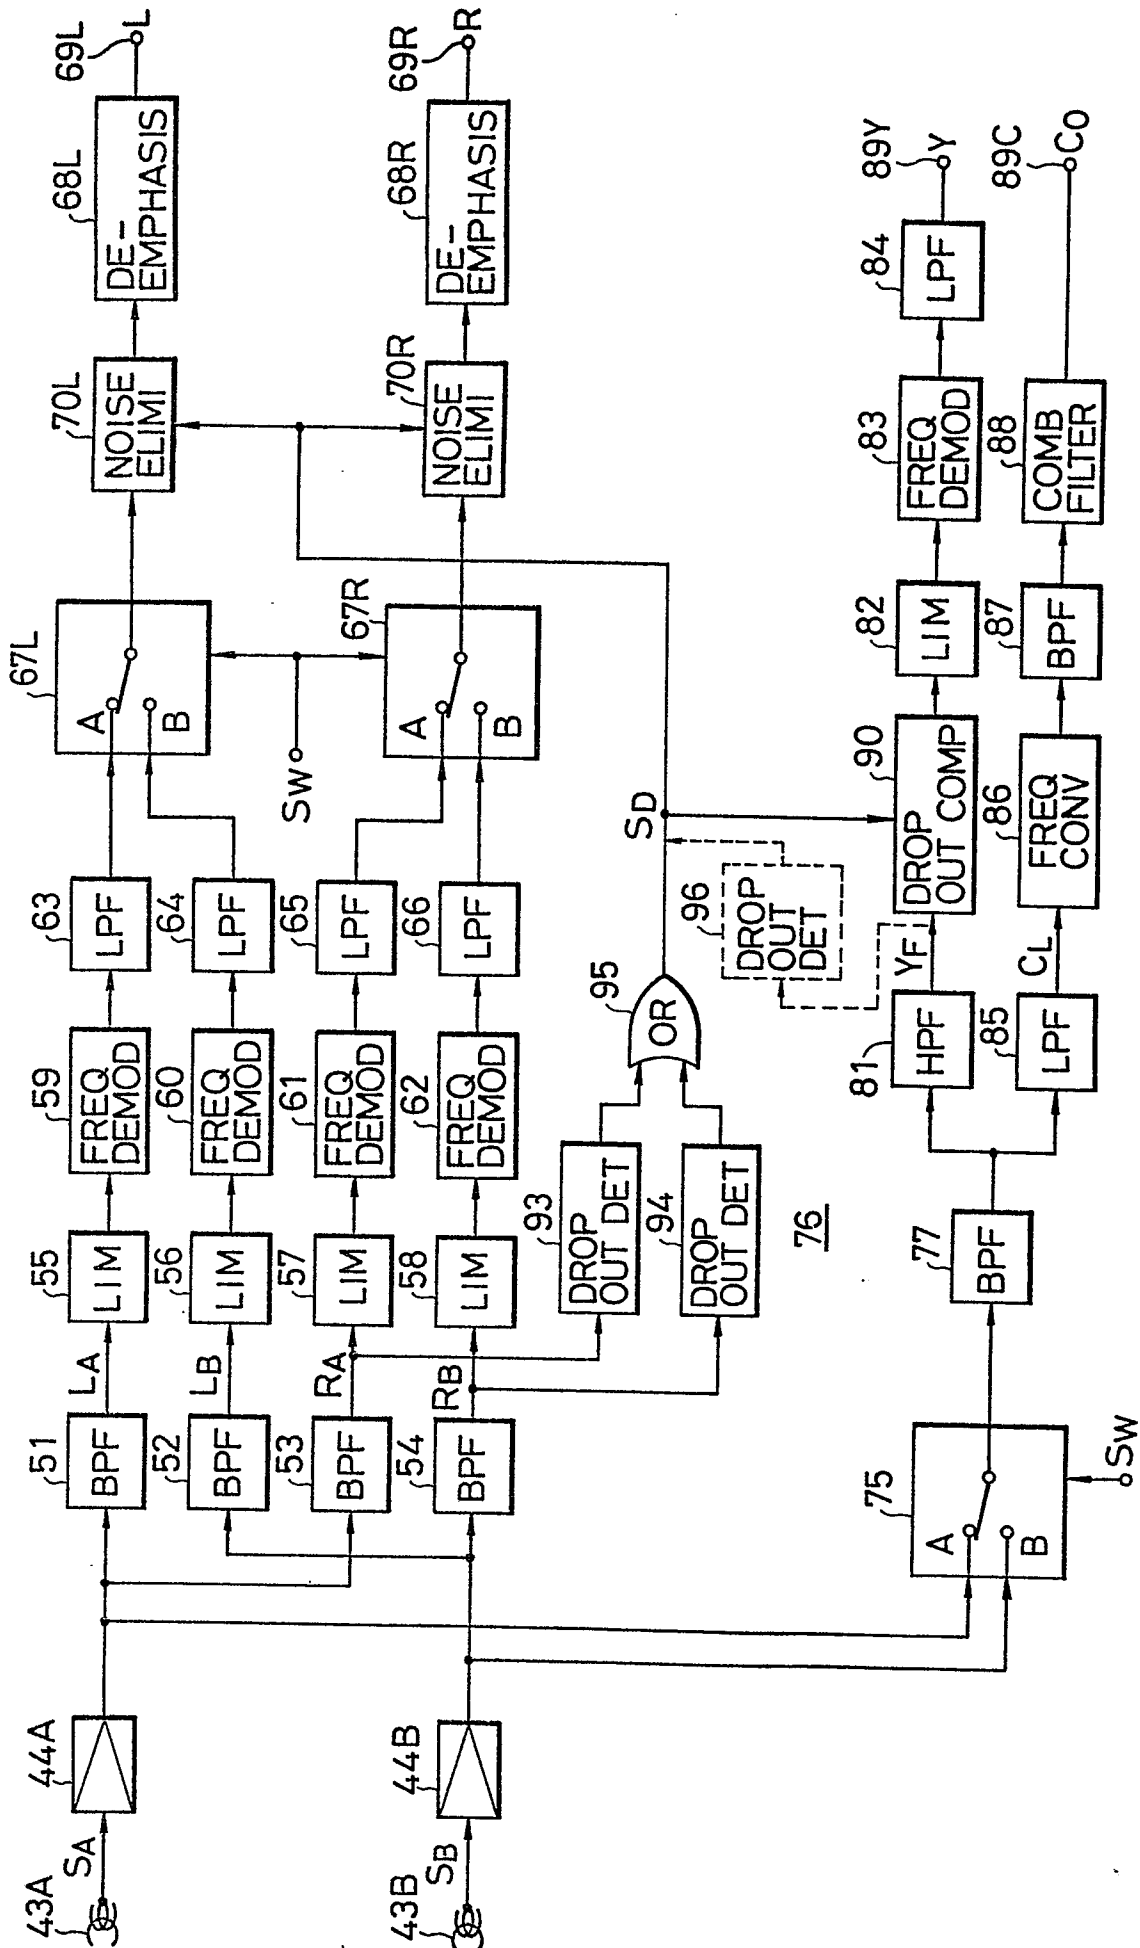 43A
SA
44A
51
BPF
LA
55
LIM
59
FREQ
DEMOD
63
LPF
67L
A
B
70L
NOISE
ELIMI
68L
DE-
EMPHASIS
69L
L
52
BPF
LB
56
LIM
60
FREQ
DEMOD
64
LPF
SW
53
BPF
RA
57
LIM
61
FREQ
DEMOD
65
LPF
67R
A
B
70R
NOISE
ELIMI
68R
DE-
EMPHASIS
69R
R
43B
SB
44B
54
BPF
RB
58
LIM
62
FREQ
DEMOD
66
LPF
93
DROP
OUT DET
94
DROP
OUT DET
95
OR
SD
96
DROP
OUT
DET
76
75
A
B
SW
77
BPF
81
HPF
YF
90
DROP
OUT COMP
82
LIM
83
FREQ
DEMOD
84
LPF
89Y
Y
85
LPF
CL
86
FREQ
CONV
87
BPF
88
COMB
FILTER
89C
CO